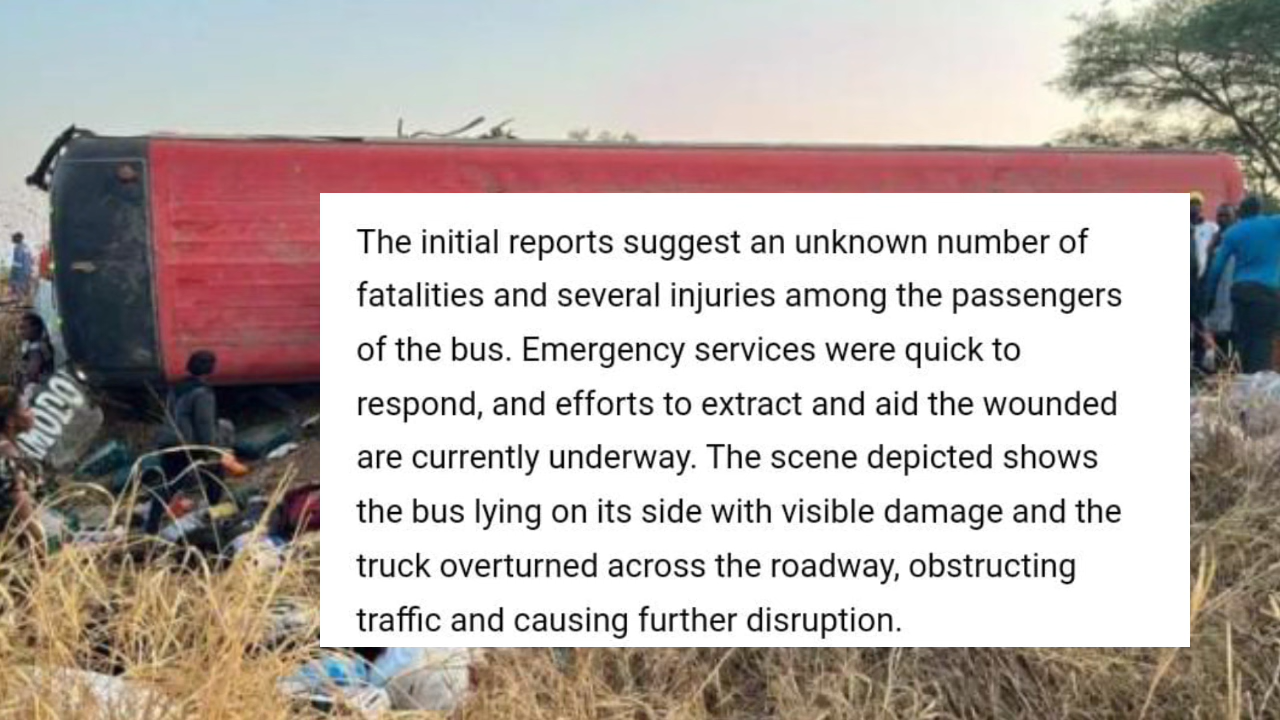 The initial reports suggest an unknown number of
fatalities and several injuries among the passengers
of the bus. Emergency services were quick to
respond, and efforts to extract and aid the wounded
are currently underway. The scene depicted shows
the bus lying on its side with visible damage and the
truck overturned across the roadway, obstructing
traffic and causing further disruption.
MUDO